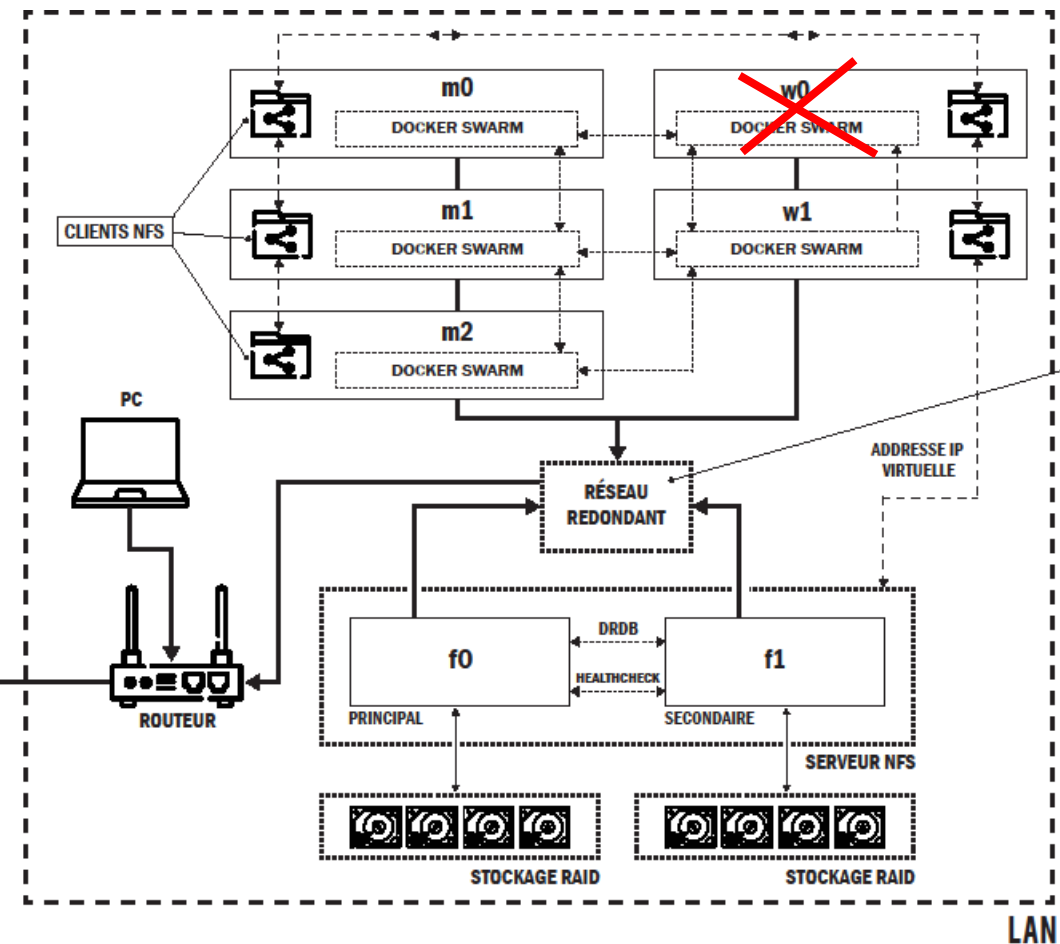 m0
DOCKER SWARM
w0
DOCKER SWARM
m1
DOCKER SWARM
w1
DOCKER SWARM
CLIENTS NFS
m2
DOCKER SWARM
PC
ADDRESSE IP
VIRTUELLE
RÉSEAU
REDONDANT
DRDB
f0
f1
HEALTHCHECK
PRINCIPAL
SECONDAIRE
ROUTEUR
SERVEUR NFS
STOCKAGE RAID
STOCKAGE RAID
LAN